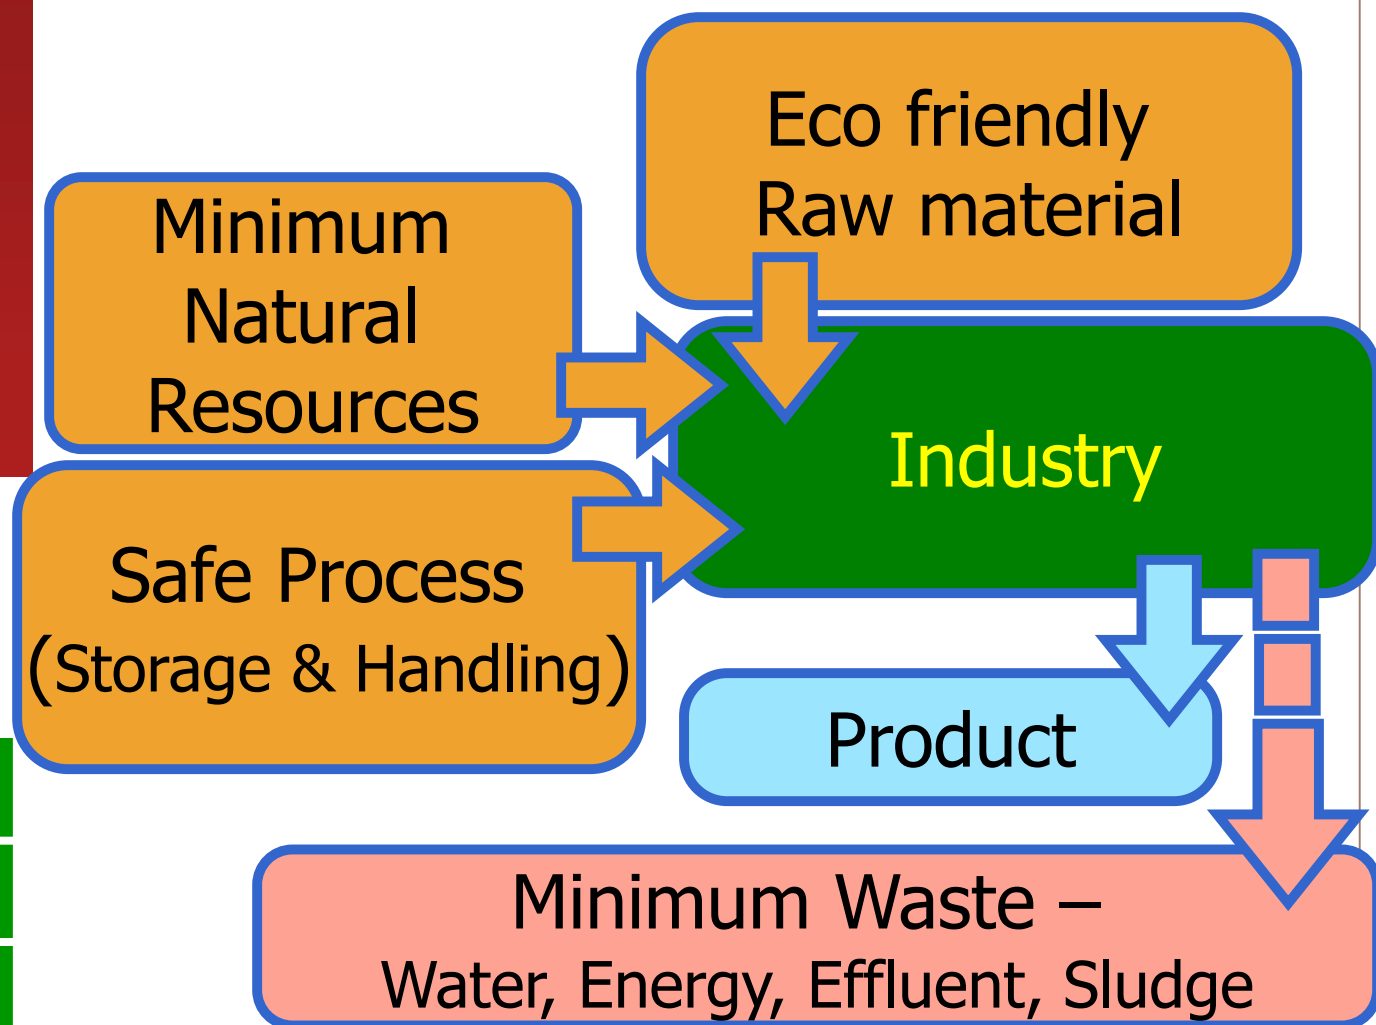 Eco friendly
Raw material
Minimum
Natural
Resources
Industry
Safe Process
(Storage & Handling)
Product
Minimum Waste –
Water, Energy, Effluent, Sludge